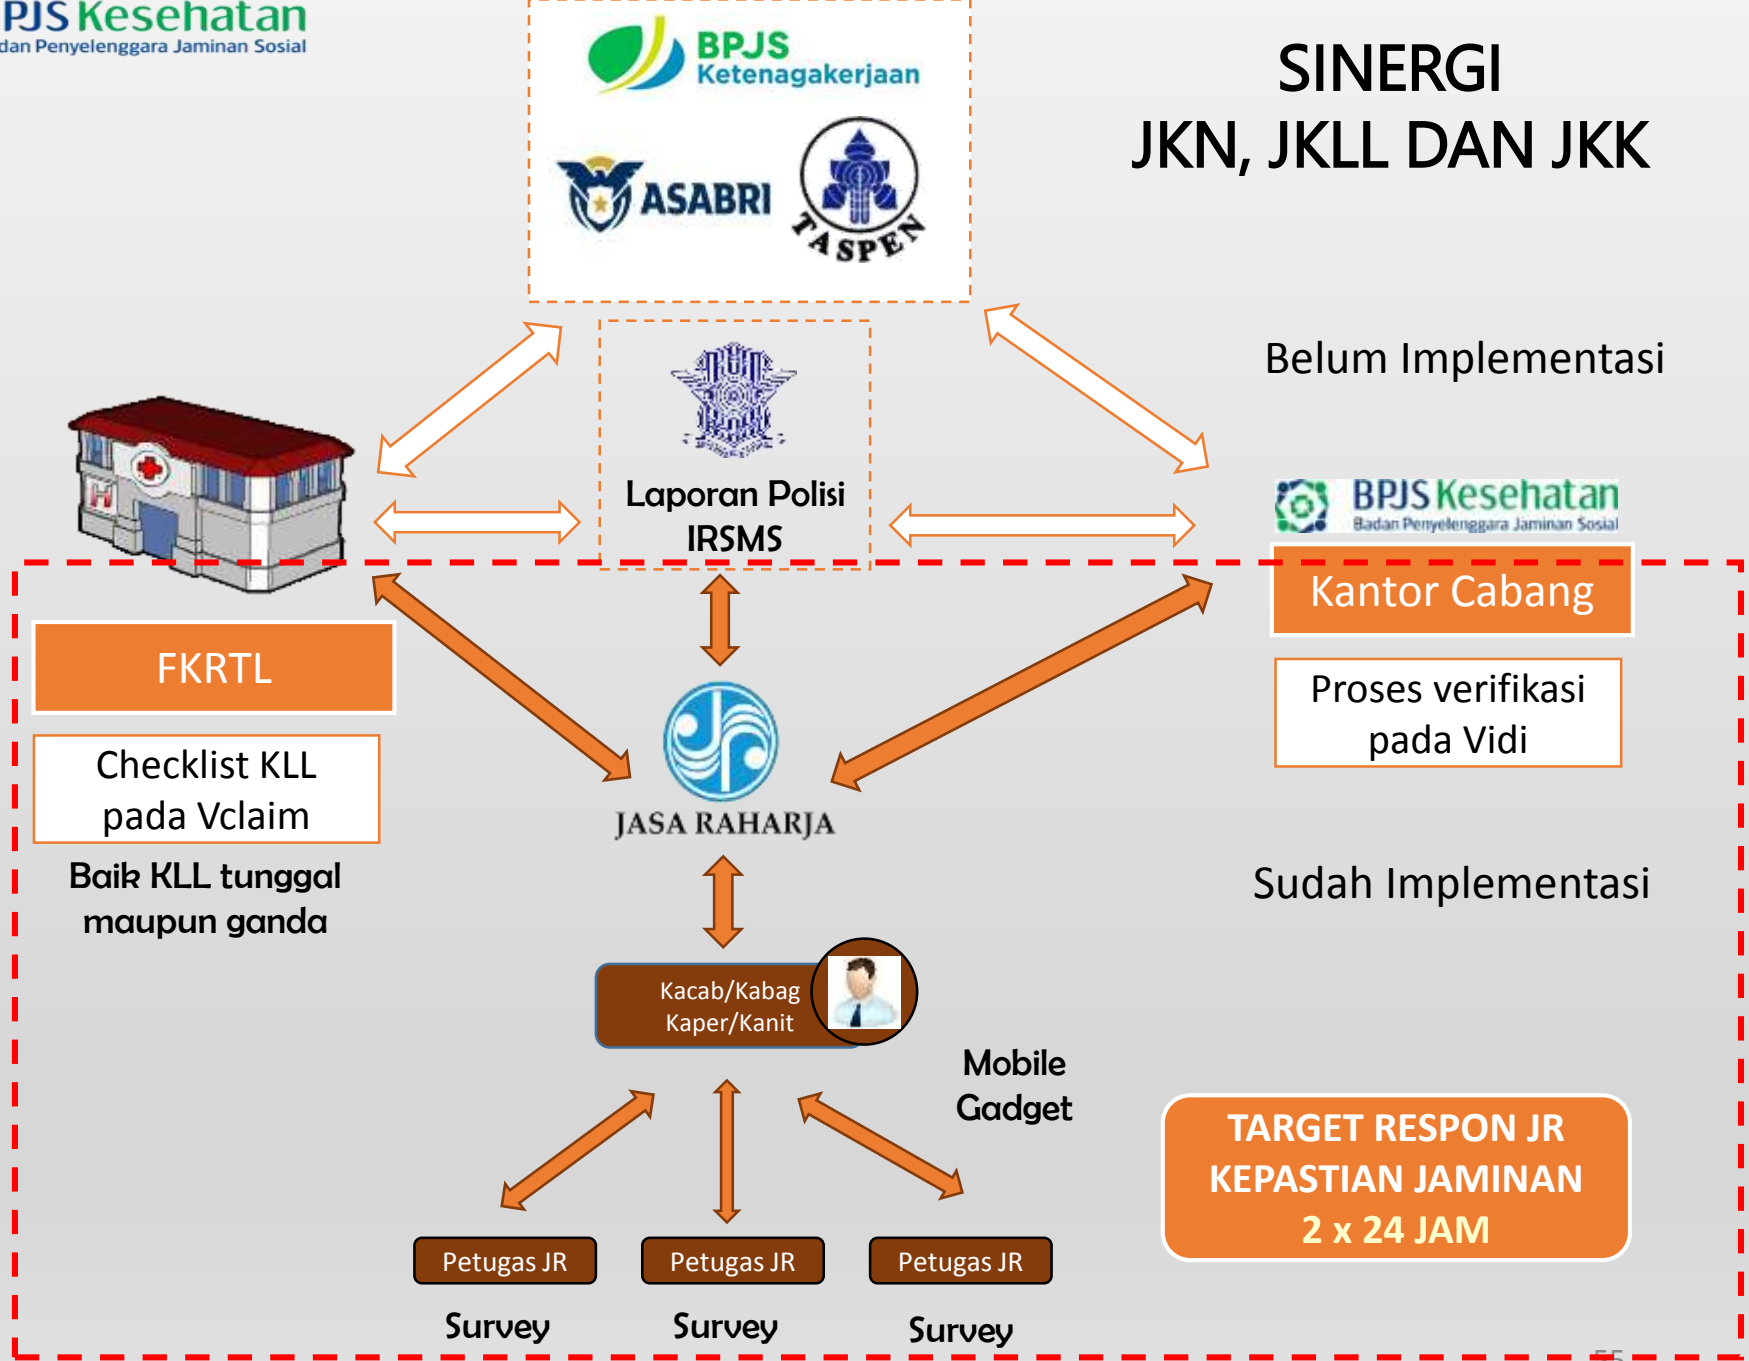 PJS Kesehatan
dan Penyelenggara Jaminan Sosial
BPJS
Ketenagakerjaan
ASABRI
TASPEN
SINERGI
JKN, JKLL DAN JKK
Belum Implementasi
Laporan Polisi
IRSMS
BPJS Kesehatan
Badan Penyelenggara Jaminan Sosial
Kantor Cabang
Proses verifikasi
pada Vidi
H
FKRTL
Checklist KLL
pada Vclaim
Baik KLL tunggal
maupun ganda
JASA RAHARJA
Sudah Implementasi
Kacab/Kabag
Kaper/Kanit
Mobile
Gadget
TARGET RESPON JR
KEPASTIAN JAMINAN
2 x 24 JAM
Petugas JR
Petugas JR
Petugas JR
Survey
Survey
Survey
55